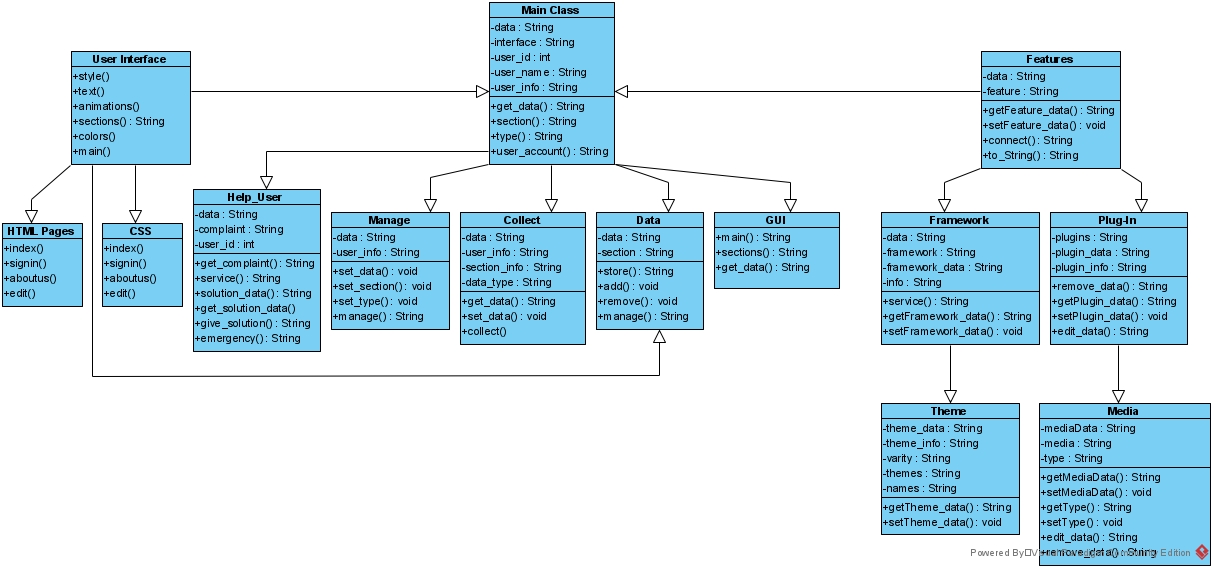 Main Class
-data : String
-interface : String
-user_id : int
-user_name : String
-user_info : String
+get_data() : String
+section() : String
+type() : String
+user_account() : String
User Interface
+style()
+text()
+animations()
+sections() : String
+colors()
+main()
Features
-data : String
-feature : String
+getFeature_data() : String
+setFeature_data() : void
+connect() : String
+to_String() : String
HTML Pages
+index()
+signin()
+aboutus()
+edit()
CSS
+index()
+signin()
+aboutus()
+edit()
Help_User
-data : String
-complaint : String
-user_id : int
+get_complaint() : String
+service() : String
+solution_data() : String
+get_solution_data()
+give_solution() : String
+emergency() : String
Manage
-data : String
-user_info : String
+set_data() : void
+set_section() : void
+set_type() : void
+manage() : String
Collect
-data : String
-user_info : String
-section_info : String
-data_type : String
+get_data() : String
+set_data() : void
+collect()
Data
-data : String
-section : String
+store() : String
+add() : void
+remove() : void
+manage() : String
GUI
+main() : String
+sections() : String
+get_data() : String
Framework
-data : String
-framework : String
-framework_data : String
-info : String
+service() : String
+getFramework_data() : String
+setFramework_data() : void
Plug-In
-plugins : String
-plugin_data : String
-plugin_info : String
+remove_data() : String
+getPlugin_data() : String
+setPlugin_data() : void
+edit_data() : String
Theme
-theme_data : String
-theme_info : String
-varity : String
-themes : String
-names : String
+getTheme_data() : String
+setTheme_data() : void
Media
-mediaData : String
-media : String
-type : String
+getMediaData() : String
+setMediaData() : void
+getType() : String
+setType() : void
+edit_data() : String
+remove_data() : String
Powered By Visual Paradigm Community Edition